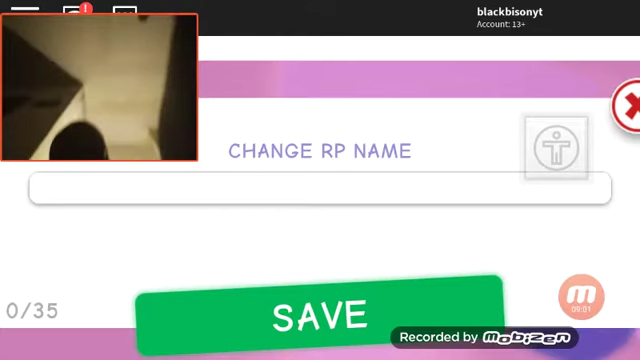 !
blackbisonyt
Account: 13+
CHANGE RP NAME
0/35
SAVE
09:01
Recorded by Mobizen